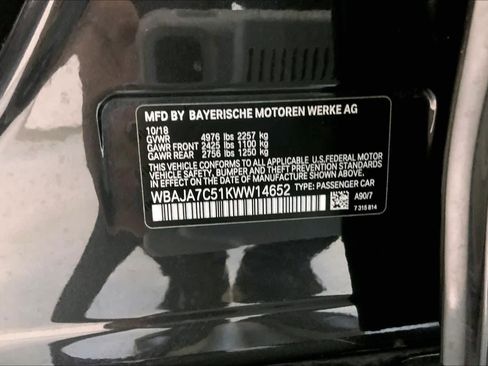 MFD BY BAYERISCHE MOTOREN WERKE AG
10/18
GVWR 4976 lbs 2257 kg
GAWR FRONT 2425 lbs 1100 kg
GAWR REAR 2756 lbs 1250 kg
THIS VEHICLE CONFORMS TO ALL APPLICABLE U.S.FEDERAL MOTOR
VEHICLE SAFETY, BUMPER AND THEFT PREVENTION STANDARDS
IN EFFECT ON THE DATE OF MANUFACTURE SHOWN ABOVE.
WBAJA7C51KWW14652 TYPE: PASSENGER CAR
A90/7
7 315 814